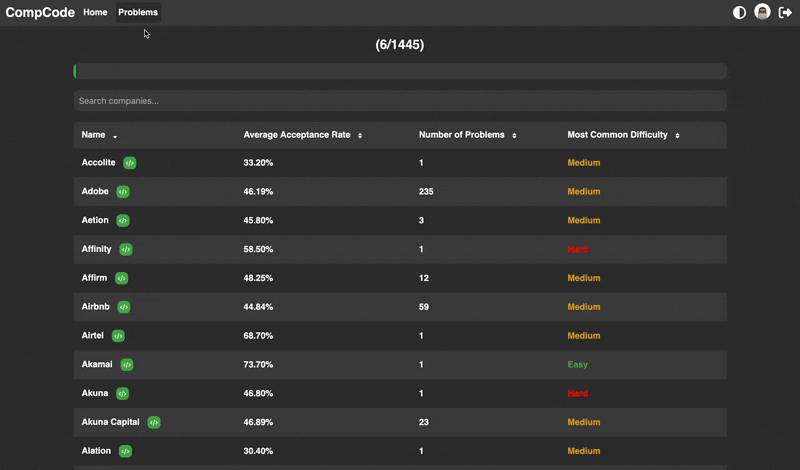 CompCode Home Problems
(6/1445)
Search companies...
Name Average Acceptance Rate Number of Problems Most Common Difficulty
Accolite </> 33.20% 1 Medium
Adobe </> 46.19% 235 Medium
Aetion </> 45.80% 3 Medium
Affinity </> 58.50% 1 Hard
Affirm </> 48.25% 12 Medium
Airbnb </> 44.84% 59 Medium
Airtel </> 68.70% 1 Medium
Akamai </> 73.70% 1 Easy
Akuna </> 46.80% 1 Hard
Akuna Capital </> 46.89% 23 Medium
Alation </> 30.40% 1 Medium